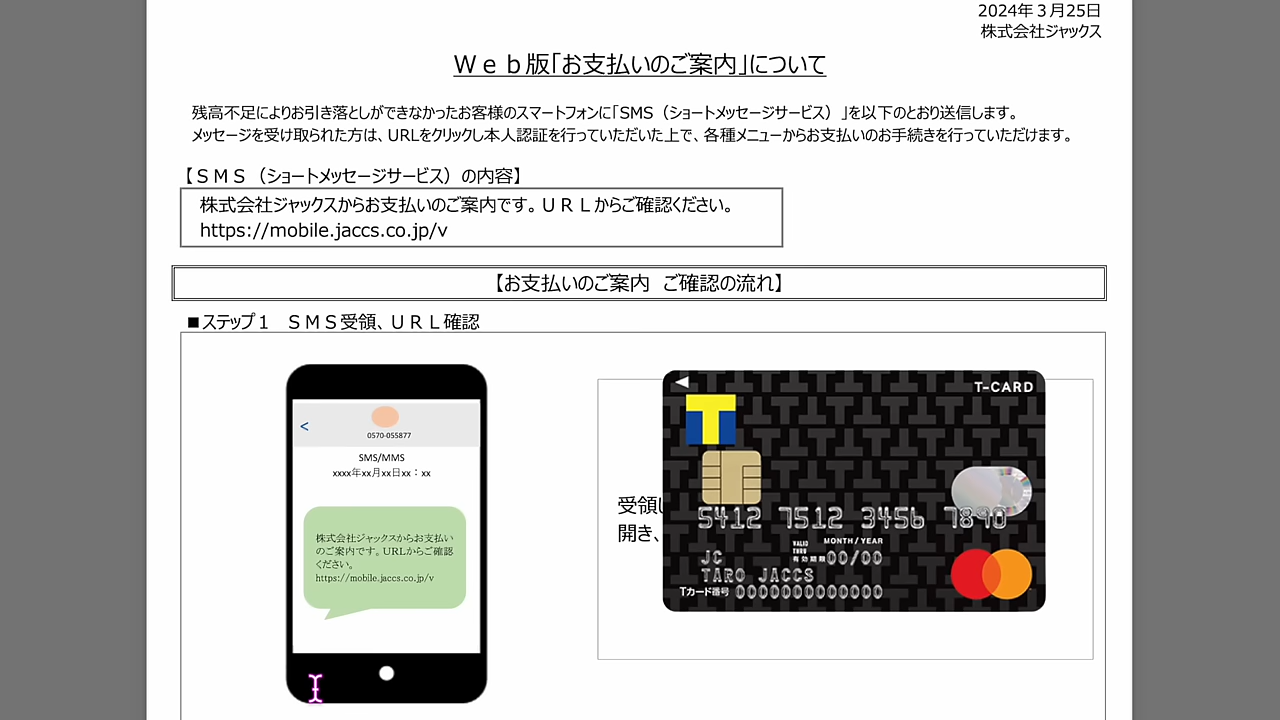 2024年３月25日
株式会社ジャックス
Ｗｅｂ版「お支払いのご案内」について
残高不足によりお引き落としができなかったお客様のスマートフォンに「SMS（ショートメッセージサービス）」を以下のとおり送信します。
メッセージを受け取られた方は、URLをクリックし本人認証を行っていただいた上で、各種メニューからお支払いのお手続きを行っていただけます。
【ＳＭＳ（ショートメッセージサービス）の内容】
株式会社ジャックスからお支払いのご案内です。ＵＲＬからご確認ください。
https://mobile.jaccs.co.jp/v
【お支払いのご案内　ご確認の流れ】
■ステップ１　ＳＭＳ受領、ＵＲＬ確認
<
0570-055877
SMS/MMS
xxxx年xx月xx日xx：xx
株式会社ジャックスからお支払い
のご案内です。URLからご確認
ください。
https://mobile.jaccs.co.jp/v
受領し
開き、
T-CARD
T
5412 7512 3456 7890
VALID
THRU
有効期限
MONTH/YEAR
00/00
JC
TARO JACCS
Tカード番号 0000000000000